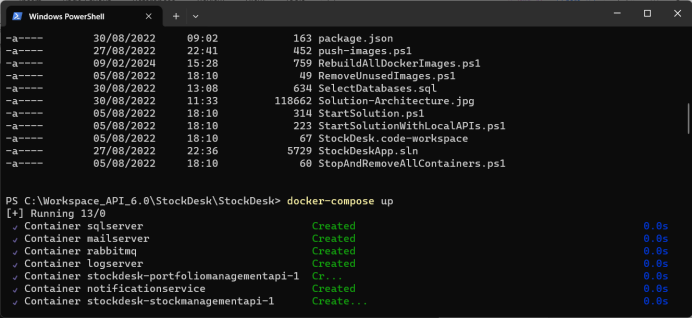 Windows PowerShell
-a---- 30/08/2022 09:02 163 package.json
-a---- 27/08/2022 22:41 452 push-images.ps1
-a---- 09/02/2024 15:28 759 RebuildAllDockerImages.ps1
-a---- 05/08/2022 18:10 49 RemoveUnusedImages.ps1
-a---- 30/08/2022 13:08 634 SelectDatabases.sql
-a---- 30/08/2022 11:33 118662 Solution-Architecture.jpg
-a---- 05/08/2022 18:10 314 StartSolution.ps1
-a---- 05/08/2022 18:10 223 StartSolutionWithLocalAPIs.ps1
-a---- 05/08/2022 18:10 67 StockDesk.code-workspace
-a---- 27/08/2022 22:36 5729 StockDeskApp.sln
-a---- 05/08/2022 18:10 60 StopAndRemoveAllContainers.ps1
PS C:\Workspace_API_6.0\StockDesk\StockDesk> docker-compose up
[+] Running 13/0
✓ Container sqlserver Created 0.0s
✓ Container mailserver Created 0.0s
✓ Container rabbitmq Created 0.0s
✓ Container logserver Created 0.0s
✓ Container stockdesk-portfoliomanagementapi-1 Cr... 0.0s
✓ Container notificationservice Created 0.0s
✓ Container stockdesk-stockmanagementapi-1 Create... 0.0s